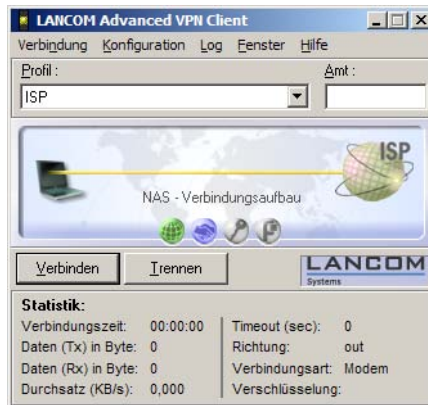 LANCOM Advanced VPN Client
Verbindung Konfiguration Log Fenster Hilfe
Profil : Amt :
ISP
ISP
NAS - Verbindungsaufbau
Verbinden Trennen LANCOM
Systems
Statistik:
Verbindungszeit: 00:00:00 Timeout (sec): 0
Daten (Tx) in Byte: 0 Richtung: out
Daten (Rx) in Byte: 0 Verbindungsart: Modem
Durchsatz (KB/s): 0,000 Verschlüsselung: